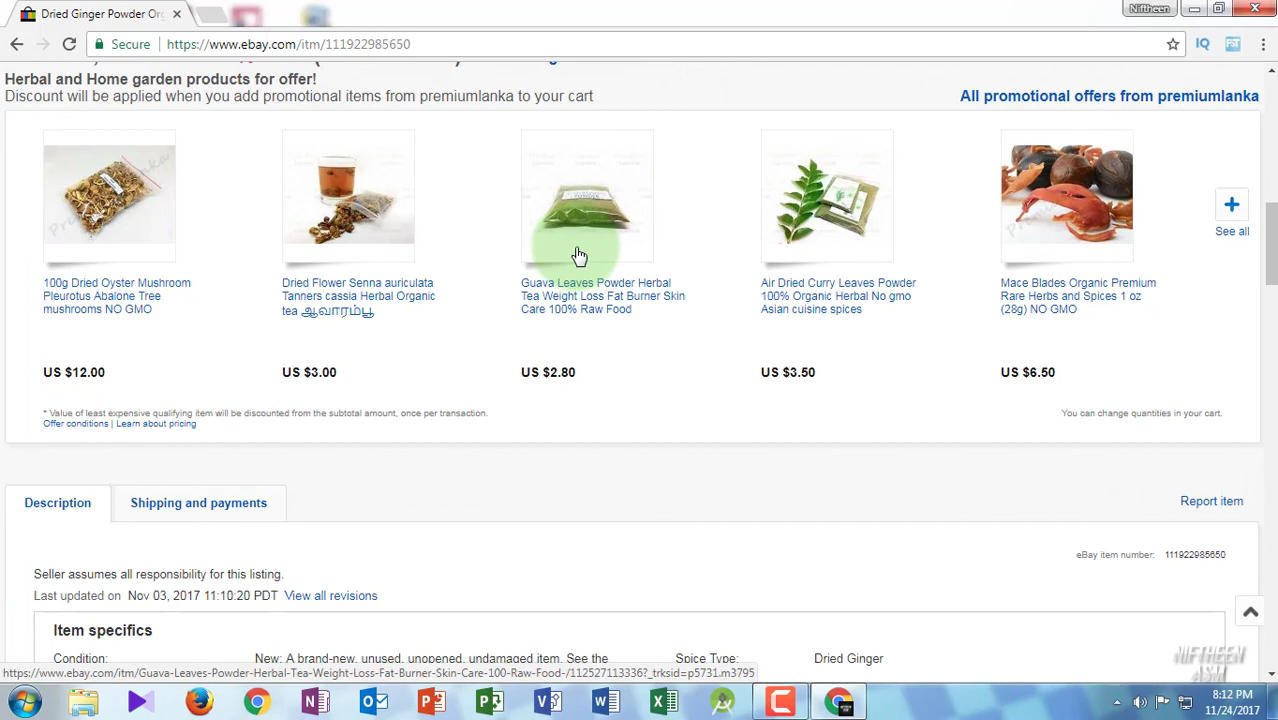 Dried Ginger Powder Org
Niftheen
Secure
https://www.ebay.com/itm/111922985650
Herbal and Home garden products for offer!
Discount will be applied when you add promotional items from premiumlanka to your cart
All promotional offers from premiumlanka
100g Dried Oyster Mushroom
Pleurotus Abalone Tree
mushrooms NO GMO
US $12.00
Dried Flower Senna auriculata
Tanners cassia Herbal Organic
tea ஆவாரம்பூ
US $3.00
Guava Leaves Powder Herbal
Tea Weight Loss Fat Burner Skin
Care 100% Raw Food
US $2.80
Air Dried Curry Leaves Powder
100% Organic Herbal No gmo
Asian cuisine spices
US $3.50
Mace Blades Organic Premium
Rare Herbs and Spices 1 oz
(28g) NO GMO
US $6.50
See all
* Value of least expensive qualifying item will be discounted from the subtotal amount, once per transaction.
You can change quantities in your cart.
Offer conditions | Learn about pricing
Description
Shipping and payments
Report item
eBay item number: 111922985650
Seller assumes all responsibility for this listing.
Last updated on Nov 03, 2017 11:10:20 PDT View all revisions
Item specifics
Condition: New: A brand-new, unused, unopened, undamaged item. See the
Spice Type: Dried Ginger
https://www.ebay.com/itm/Guava-Leaves-Powder-Herbal-Tea-Weight-Loss-Fat-Burner-Skin-Care-100-Raw-Food-/112527113336?_trksid=p5731.m3795
NIFTHEEN
ASM
8:12 PM
11/24/2017